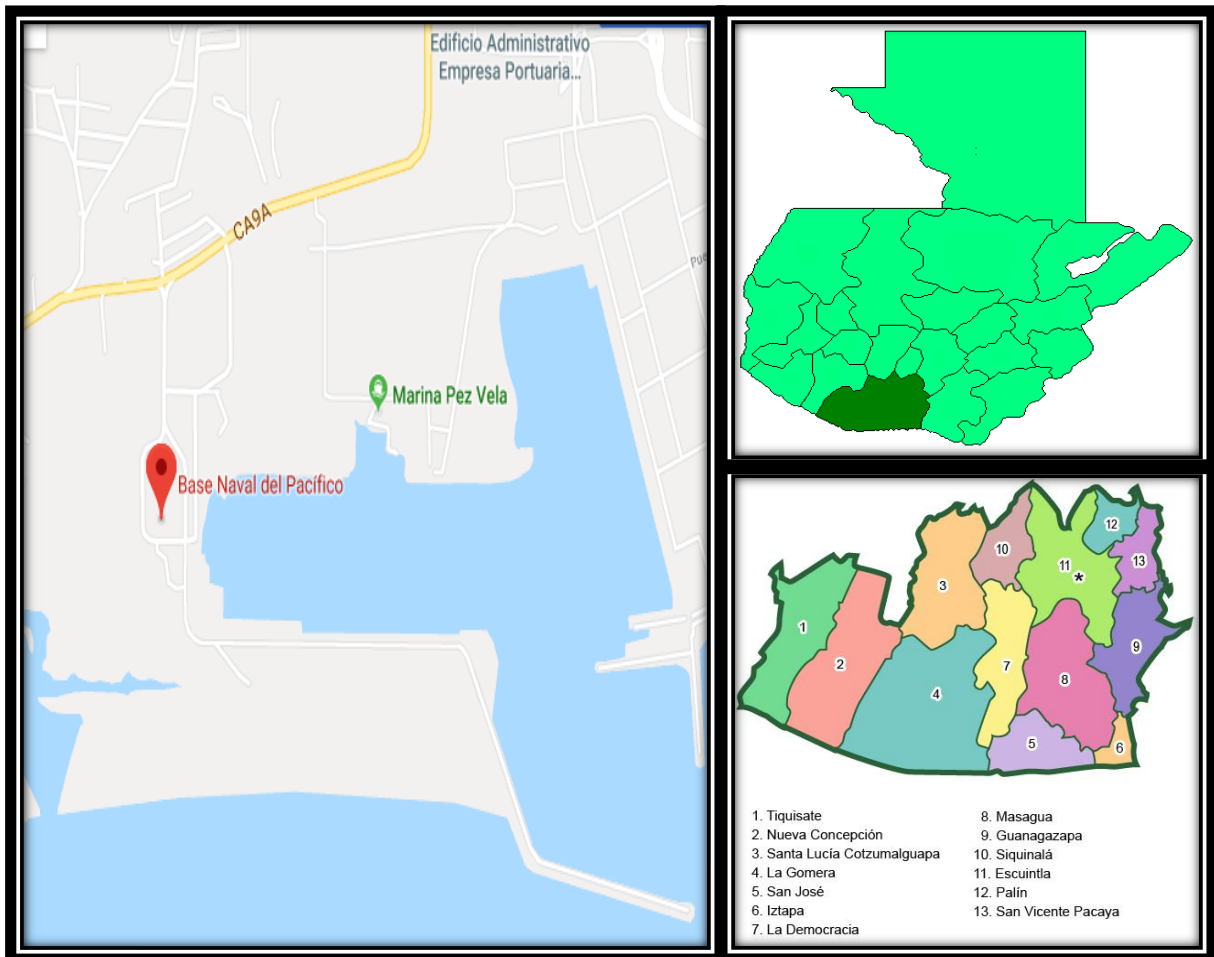 Edificio Administrativo
Empresa Portuaria...
CA9A
Pue
Marina Pez Vela
Base Naval del Pacífico
12
10
11
*
13
3
1
9
2
7
8
4
5
6
1. Tiquisate
2. Nueva Concepción
3. Santa Lucía Cotzumalguapa
4. La Gomera
5. San José
6. Iztapa
7. La Democracia
8. Masagua
9. Guanagazapa
10. Siquinalá
11. Escuintla
12. Palín
13. San Vicente Pacaya